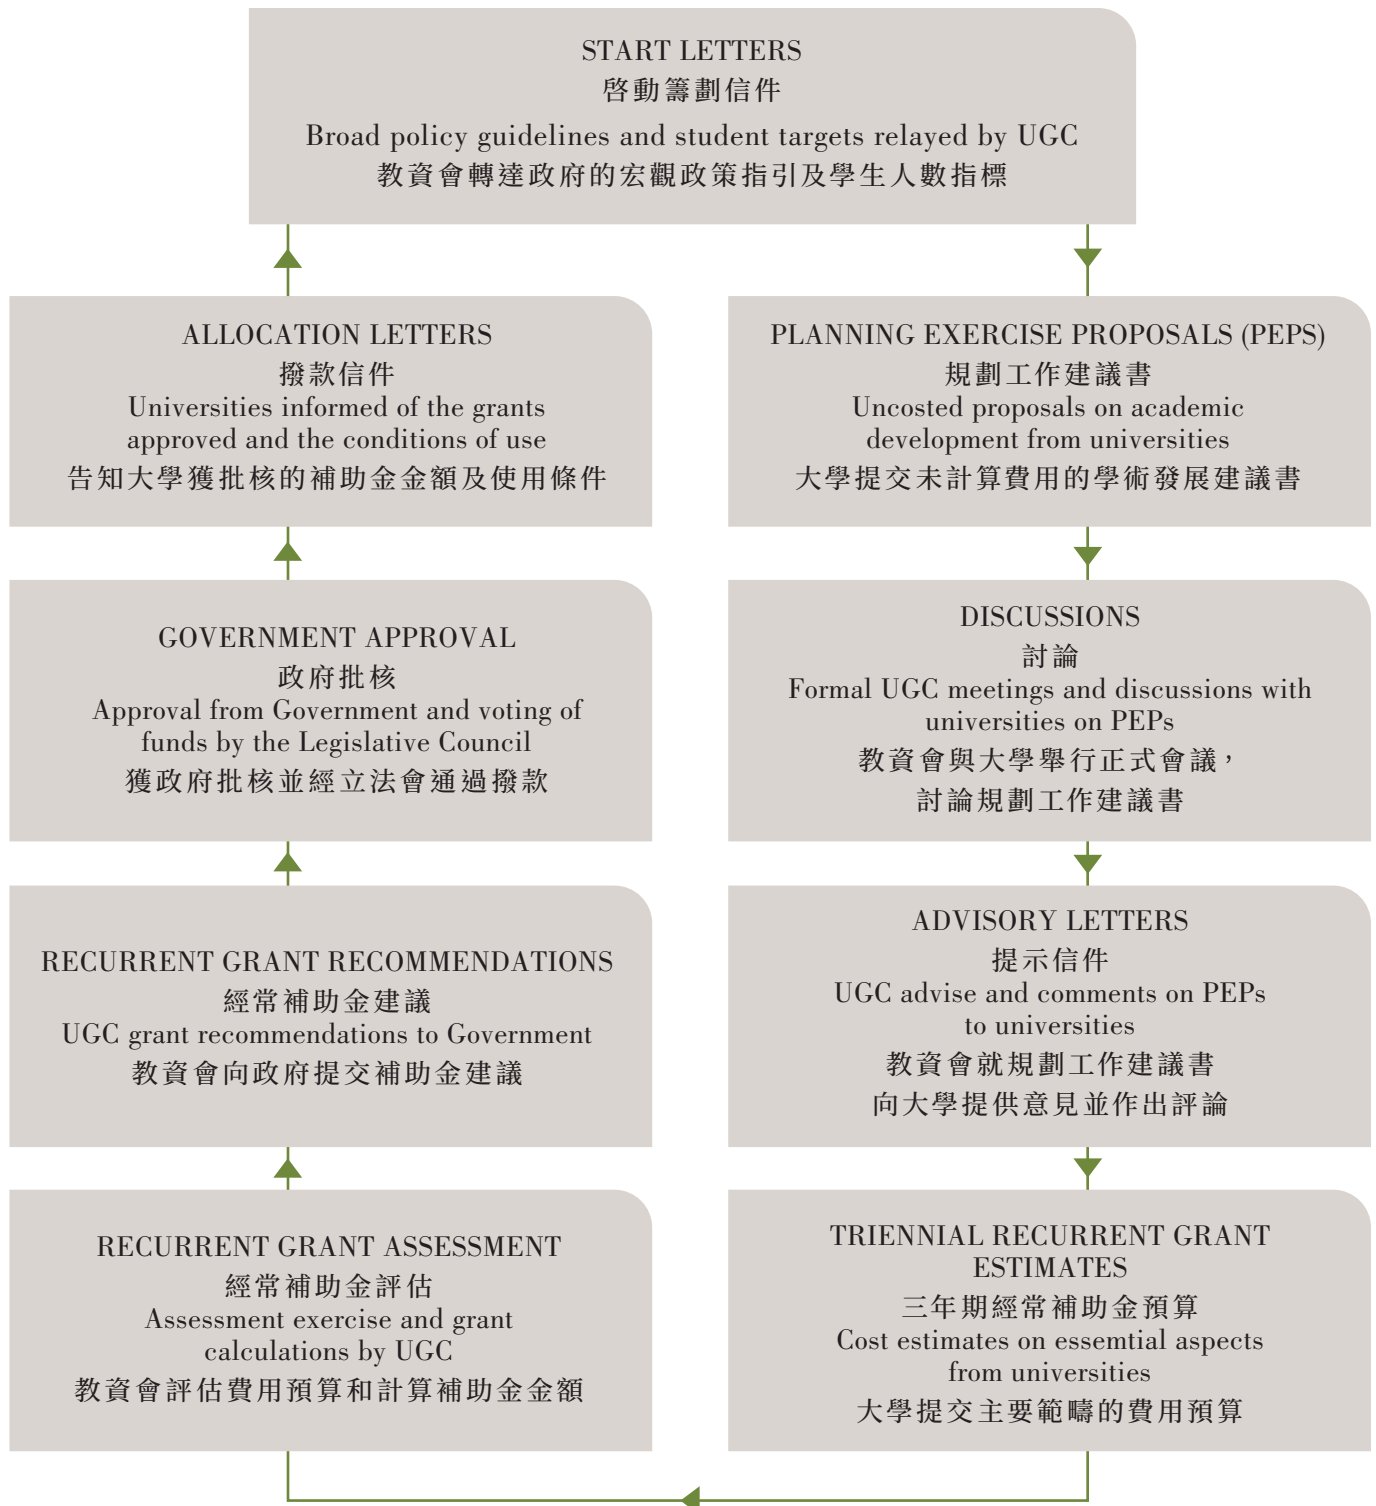 START LETTERS
啓動籌劃信件
Broad policy guidelines and student targets relayed by UGC
教資會轉達政府的宏觀政策指引及學生人數指標
ALLOCATION LETTERS
撥款信件
Universities informed of the grants
approved and the conditions of use
告知大學獲批核的補助金金額及使用條件
PLANNING EXERCISE PROPOSALS (PEPS)
規劃工作建議書
Uncosted proposals on academic
development from universities
大學提交未計算費用的學術發展建議書
GOVERNMENT APPROVAL
政府批核
Approval from Government and voting of
funds by the Legislative Council
獲政府批核並經立法會通過撥款
DISCUSSIONS
討論
Formal UGC meetings and discussions with
universities on PEPs
教資會與大學舉行正式會議，
討論規劃工作建議書
RECURRENT GRANT RECOMMENDATIONS
經常補助金建議
UGC grant recommendations to Government
教資會向政府提交補助金建議
ADVISORY LETTERS
提示信件
UGC advise and comments on PEPs
to universities
教資會就規劃工作建議書
向大學提供意見並作出評論
RECURRENT GRANT ASSESSMENT
經常補助金評估
Assessment exercise and grant
calculations by UGC
教資會評估費用預算和計算補助金金額
TRIENNIAL RECURRENT GRANT
ESTIMATES
三年期經常補助金預算
Cost estimates on essemtial aspects
from universities
大學提交主要範疇的費用預算